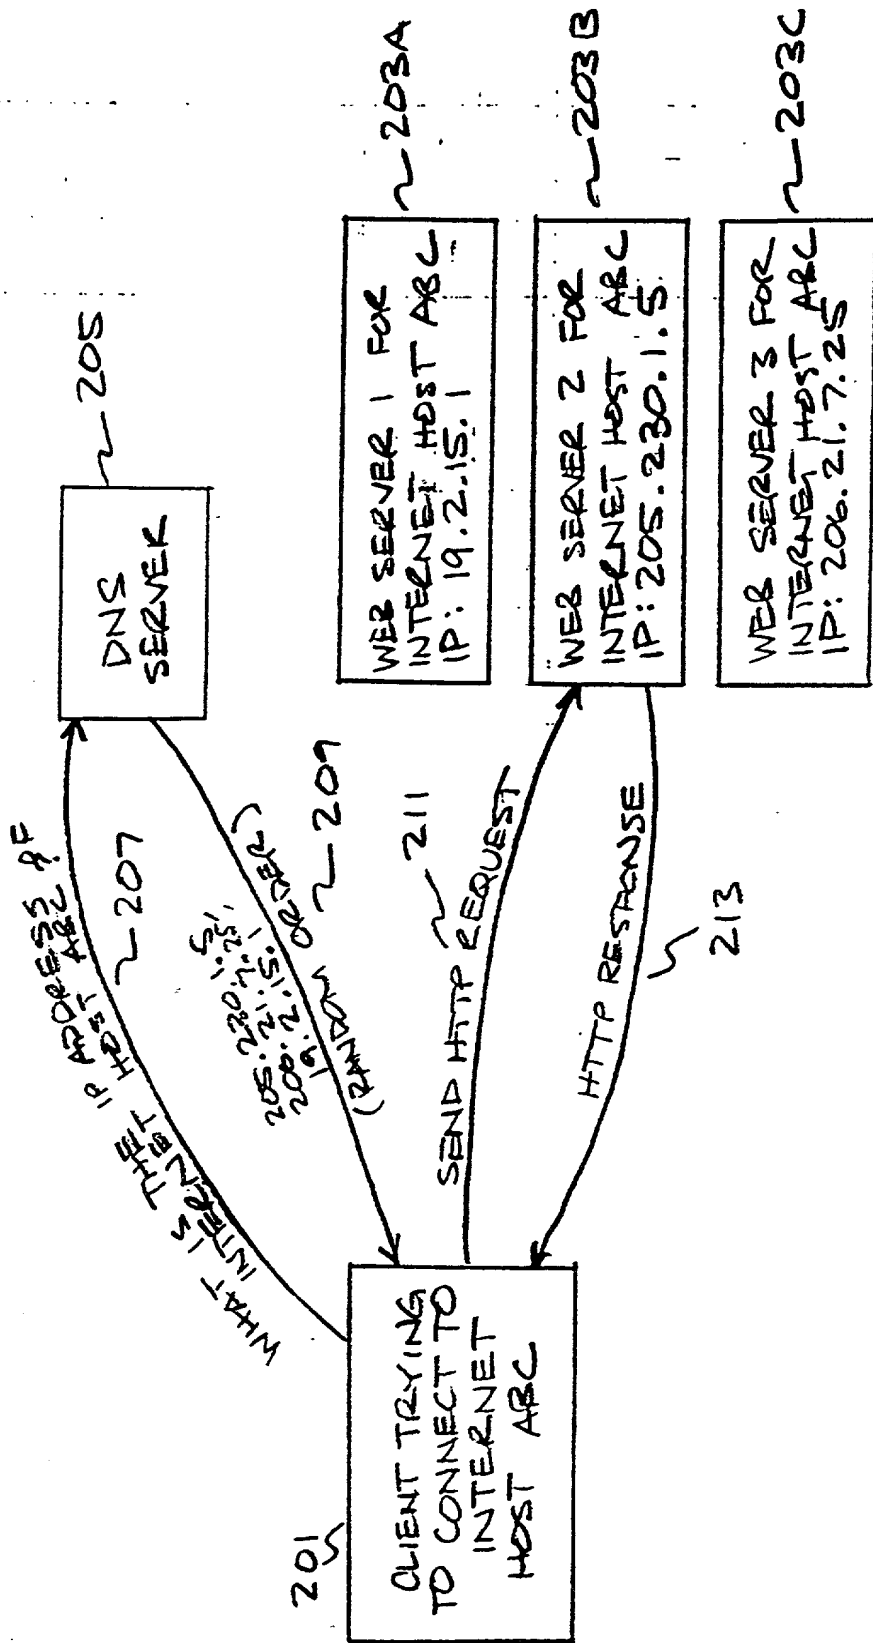 201
CLIENT TRYING
TO CONNECT TO
INTERNET
HOST ABC
WHAT IS THE IP ADDRESS OF
INTERNET HOST ABC?
207
205.230.1.5,
206.21.7.25,
19.2.15.1
(RANDOM ORDER)
209
DNS
SERVER
205
SEND HTTP REQUEST
211
HTTP RESPONSE
213
WEB SERVER 1 FOR
INTERNET HOST ABC
IP: 19.2.15.1
203A
WEB SERVER 2 FOR
INTERNET HOST ABC
IP: 205.230.1.5
203B
WEB SERVER 3 FOR
INTERNET HOST ABC
IP: 206.21.7.25
203C